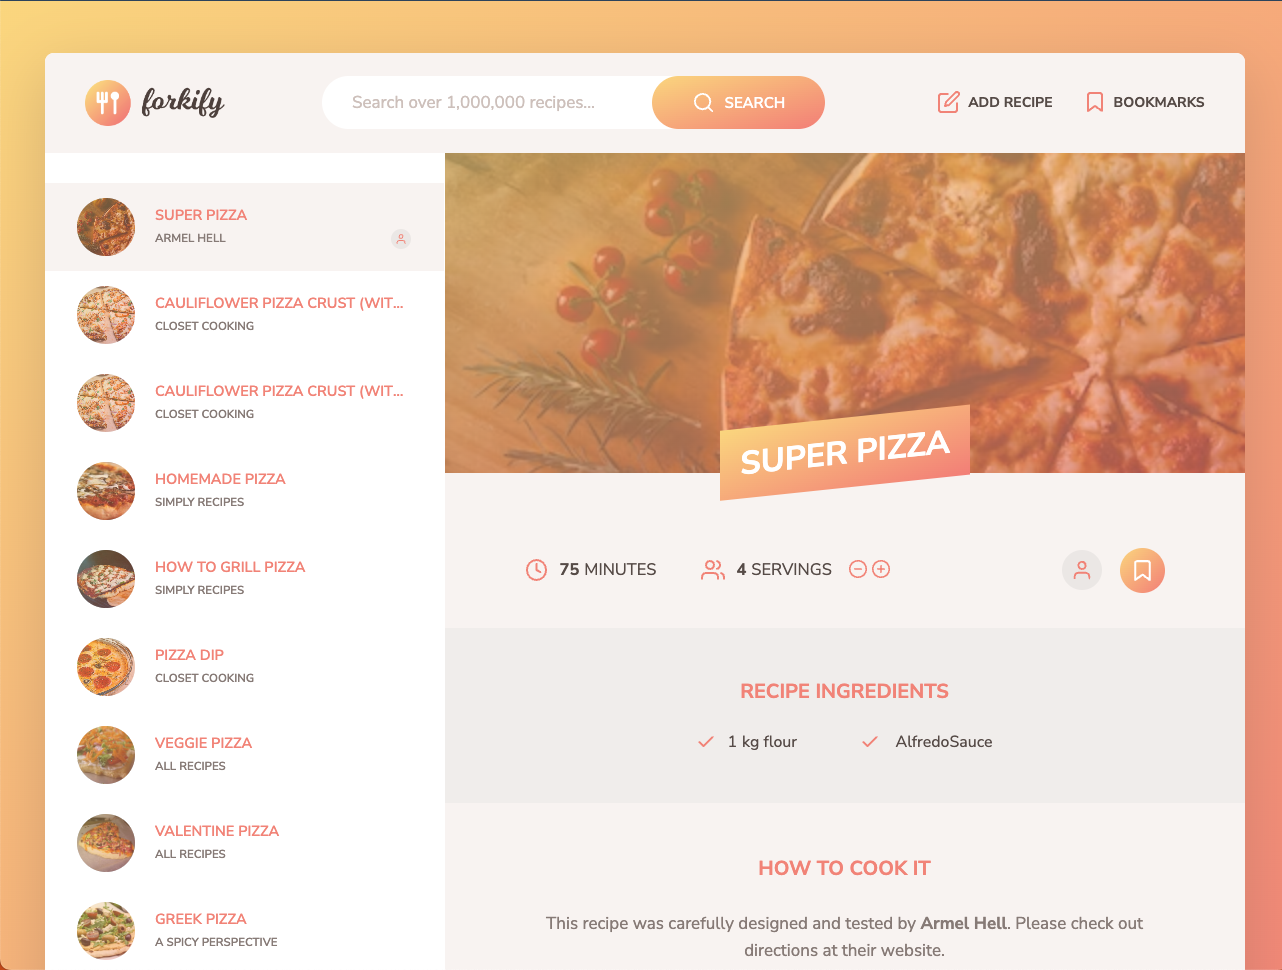 forkify
Search over 1,000,000 recipes...
SEARCH
ADD RECIPE
BOOKMARKS
SUPER PIZZA
ARMEL HELL
CAULIFLOWER PIZZA CRUST (WIT...
CLOSET COOKING
CAULIFLOWER PIZZA CRUST (WIT...
CLOSET COOKING
HOMEMADE PIZZA
SIMPLY RECIPES
HOW TO GRILL PIZZA
SIMPLY RECIPES
PIZZA DIP
CLOSET COOKING
VEGGIE PIZZA
ALL RECIPES
VALENTINE PIZZA
ALL RECIPES
GREEK PIZZA
A SPICY PERSPECTIVE
SUPER PIZZA
75 MINUTES
4 SERVINGS
RECIPE INGREDIENTS
1 kg flour
AlfredoSauce
HOW TO COOK IT
This recipe was carefully designed and tested by Armel Hell. Please check out
directions at their website.